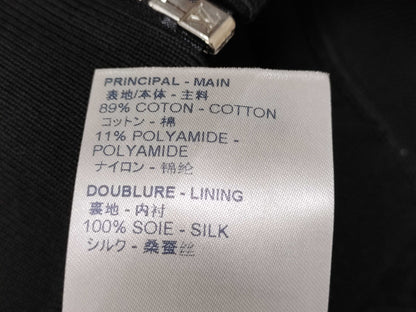 PRINCIPAL - MAIN
表地/本体 - 主料
89% COTON - COTTON
コットン - 棉
11% POLYAMIDE -
POLYAMIDE
ナイロン - 锦纶
DOUBLURE - LINING
裏地 - 内衬
100% SOIE - SILK
シルク - 桑蚕丝